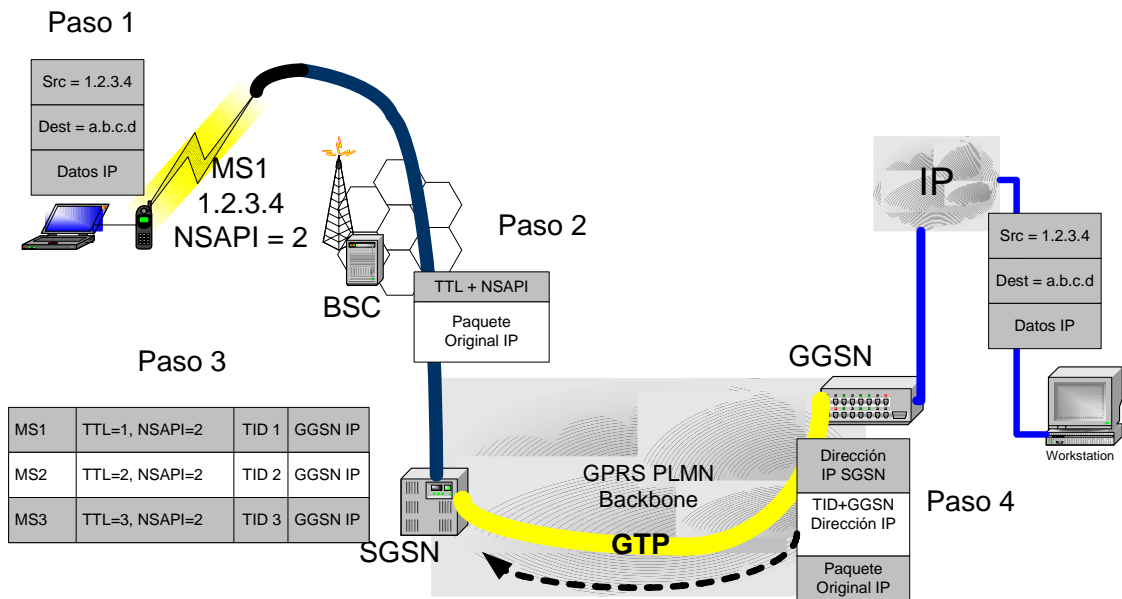 Paso 1
Src = 1.2.3.4
Dest = a.b.c.d
Datos IP
MS1
1.2.3.4
NSAPI = 2
BSC
Paso 2
TTL + NSAPI
Paquete
Original IP
Paso 3
MS1 TTL=1, NSAPI=2 TID 1 GGSN IP
MS2 TTL=2, NSAPI=2 TID 2 GGSN IP
MS3 TTL=3, NSAPI=2 TID 3 GGSN IP
SGSN
GPRS PLMN
Backbone
GTP
GGSN
IP
Src = 1.2.3.4
Dest = a.b.c.d
Datos IP
Workstation
Dirección
IP SGSN
TID+GGSN
Dirección IP
Paquete
Original IP
Paso 4